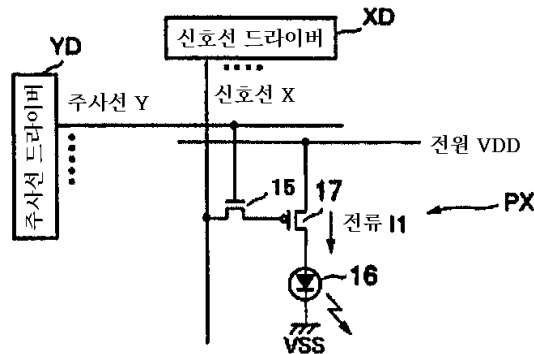 XD
신호선 드라이버
YD
주사선 드라이버
주사선 Y
신호선 X
전원 VDD
15
17
전류 I1
PX
16
VSS